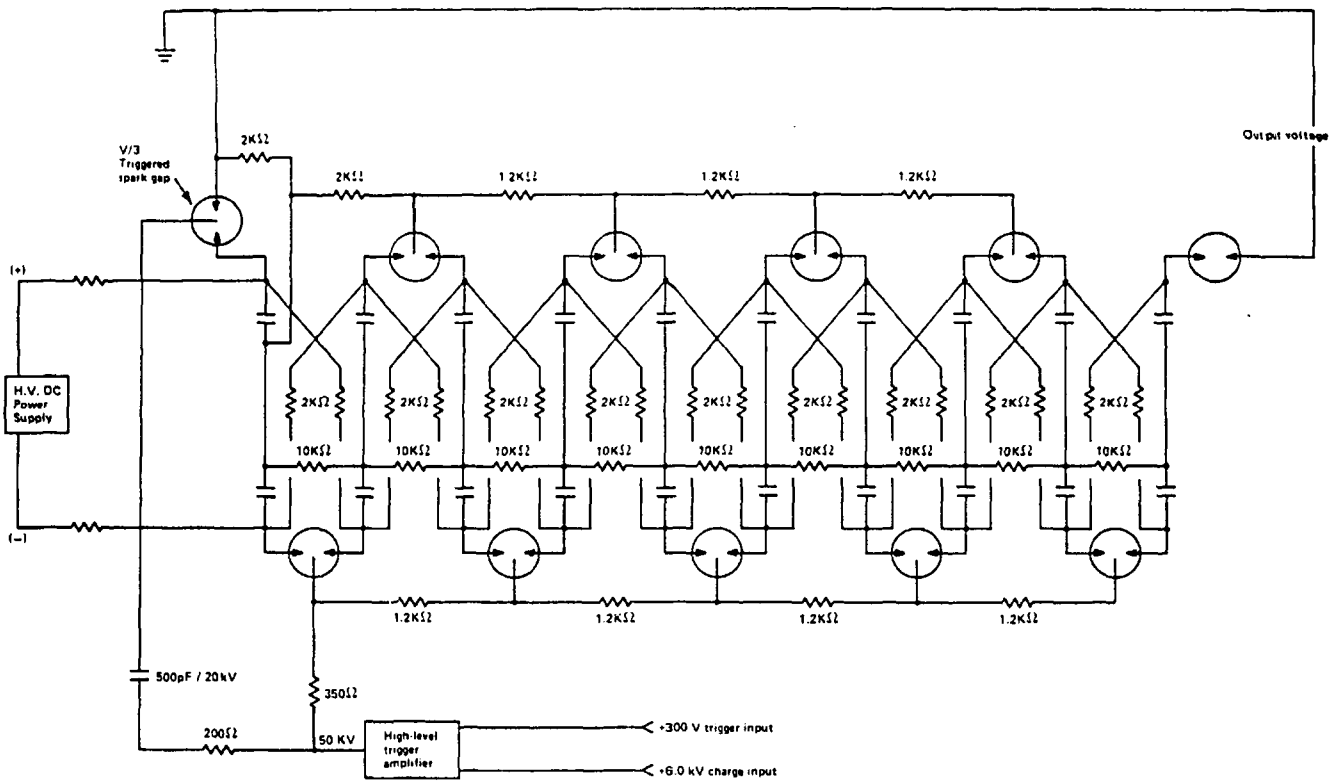 2KΩ
V/3
Triggered
spark gap
Output voltage
2KΩ
1.2KΩ
1.2KΩ
1.2KΩ
(+)
H.V. DC
Power
Supply
2KΩ
2KΩ
2KΩ
2KΩ
2KΩ
2KΩ
2KΩ
2KΩ
2KΩ
10KΩ
10KΩ
10KΩ
10KΩ
10KΩ
10KΩ
10KΩ
10KΩ
10KΩ
(−)
1.2KΩ
1.2KΩ
1.2KΩ
1.2KΩ
500pF / 20kV
350Ω
200Ω
50 KV
High-level
trigger
amplifier
+300 V trigger input
+6.0 kV charge input